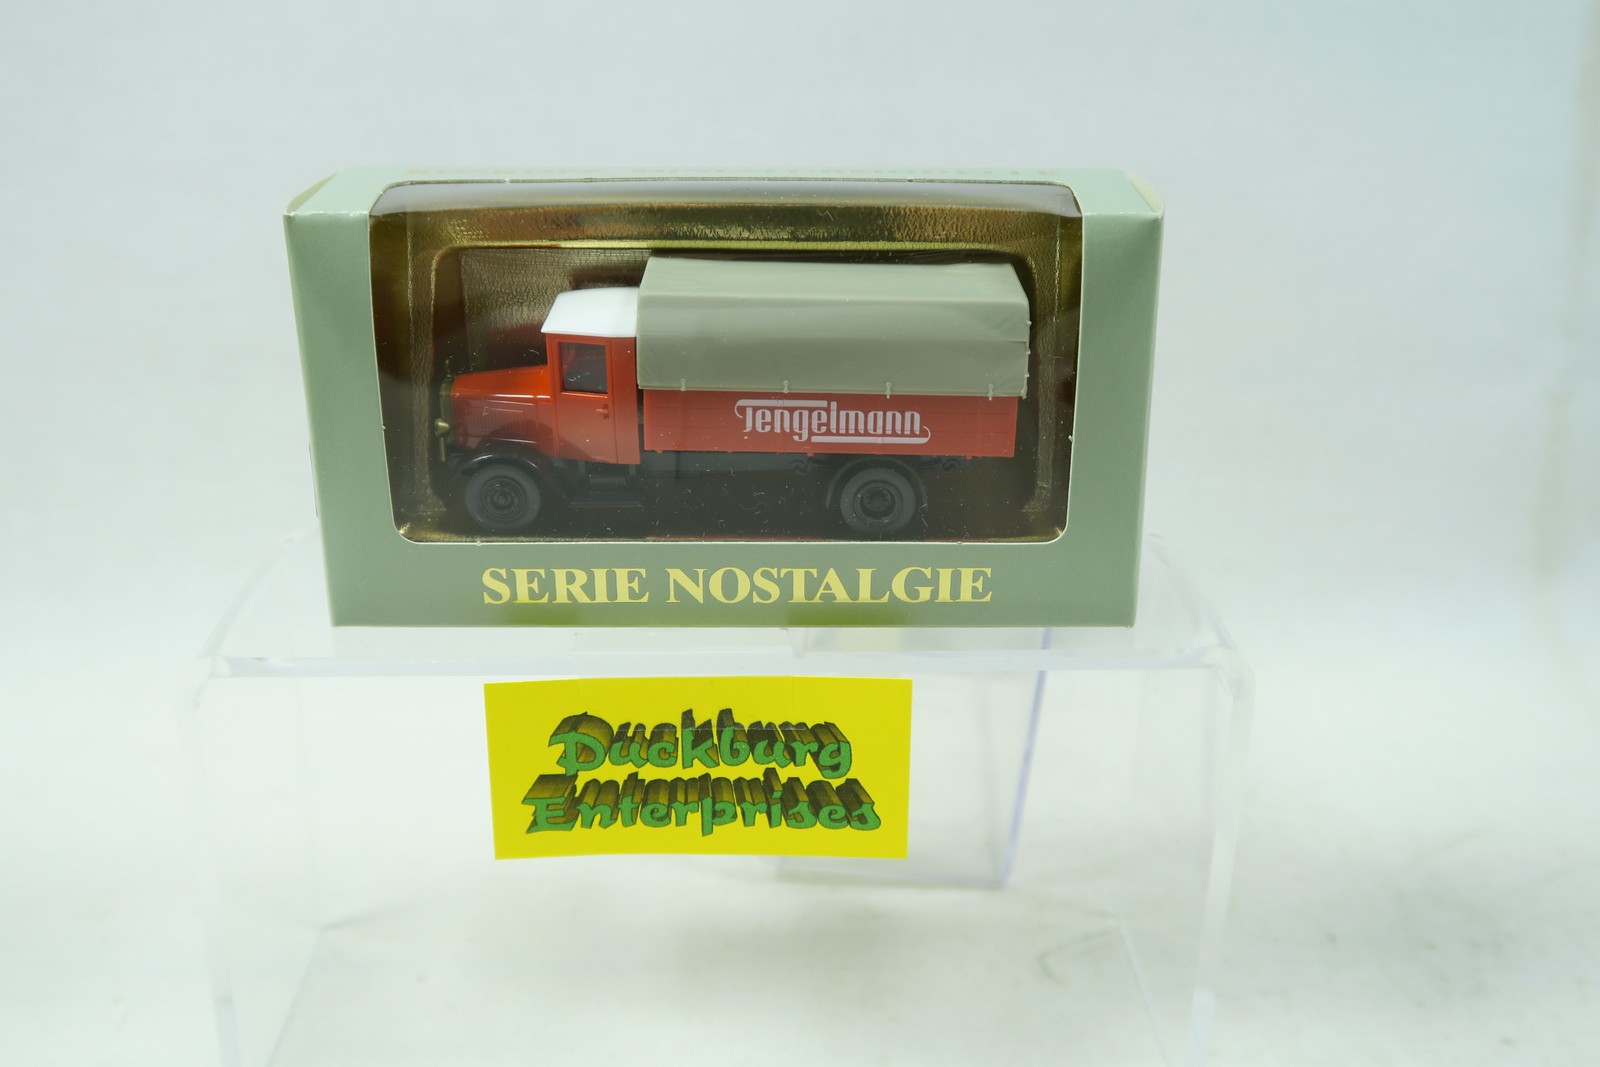 Tengelmann
SERIE NOSTALGIE
Duckburg
Enterprises